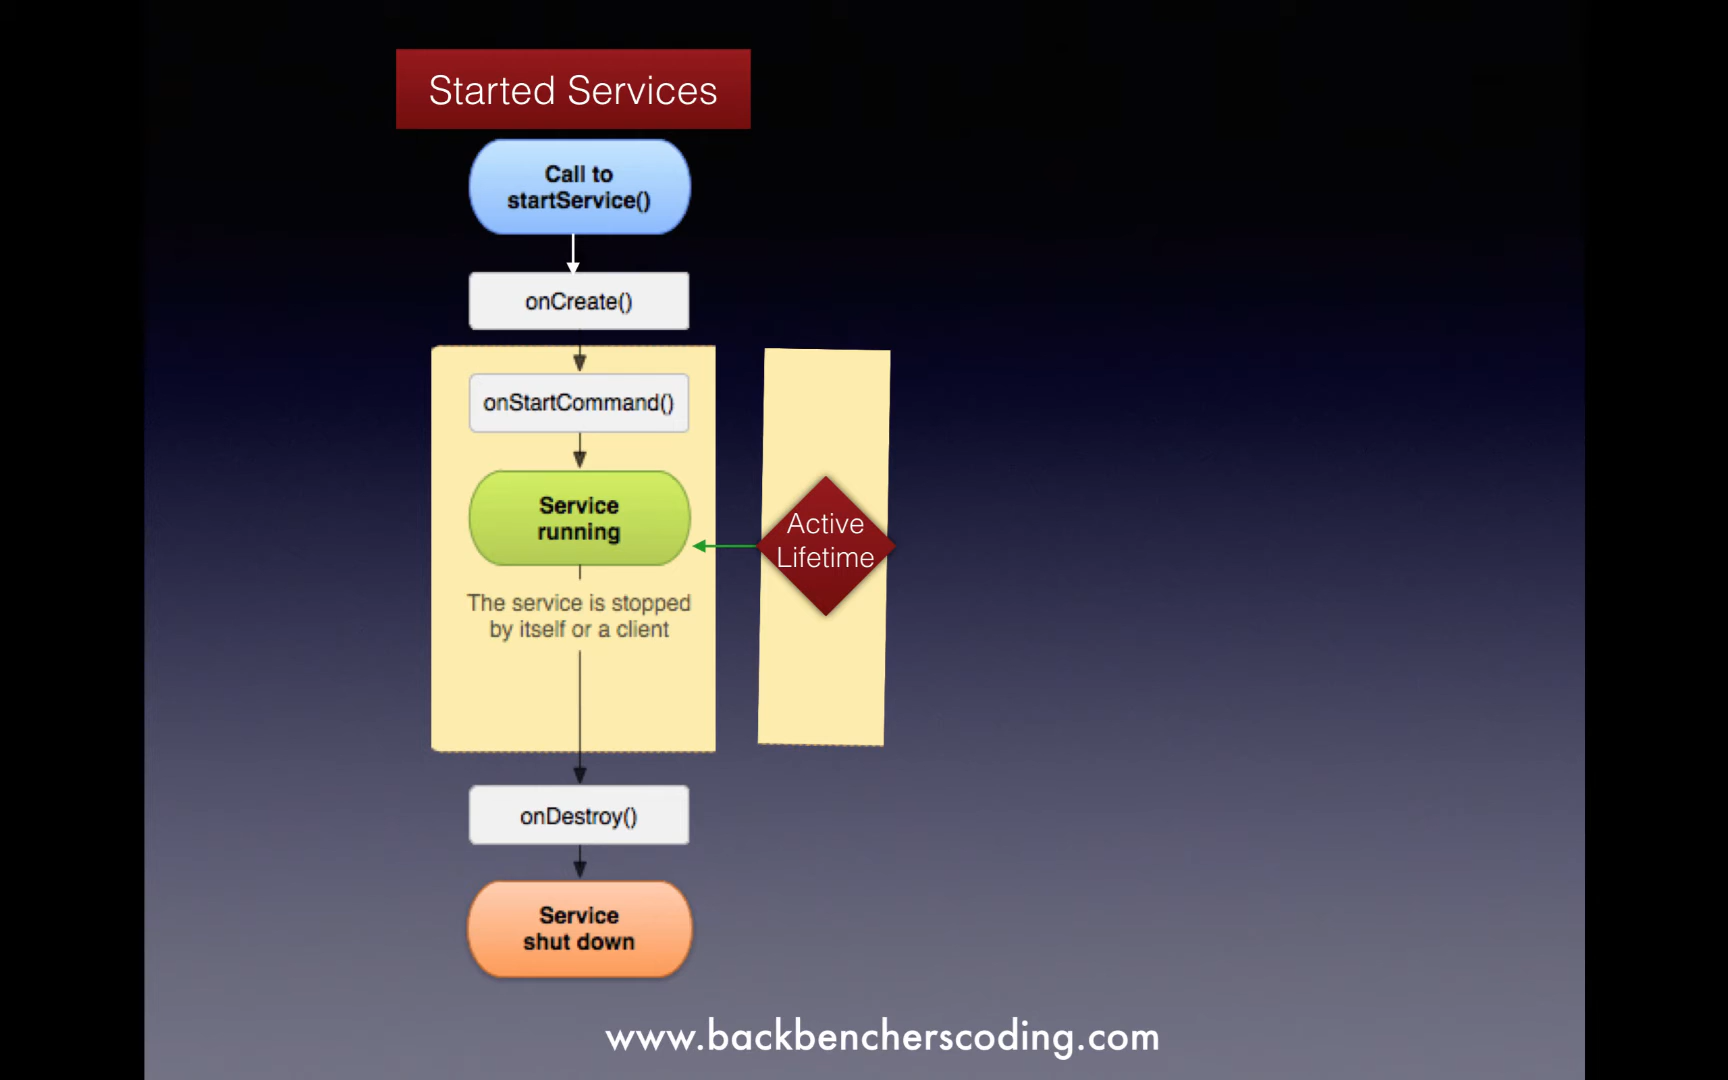 Started Services
Call to
startService()
onCreate()
onStartCommand()
Service
running
Active
Lifetime
The service is stopped
by itself or a client
onDestroy()
Service
shut down
www.backbencherscoding.com